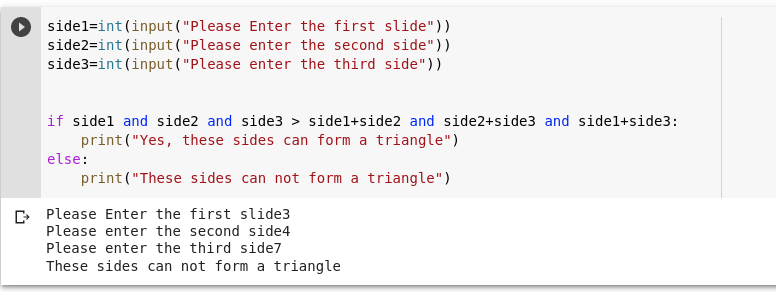 side1=int(input("Please Enter the first slide"))
side2=int(input("Please enter the second side"))
side3=int(input("Please enter the third side"))
if side1 and side2 and side3 > side1+side2 and side2+side3 and side1+side3:
    print("Yes, these sides can form a triangle")
else:
    print("These sides can not form a triangle")
Please Enter the first slide3
Please enter the second side4
Please enter the third side7
These sides can not form a triangle